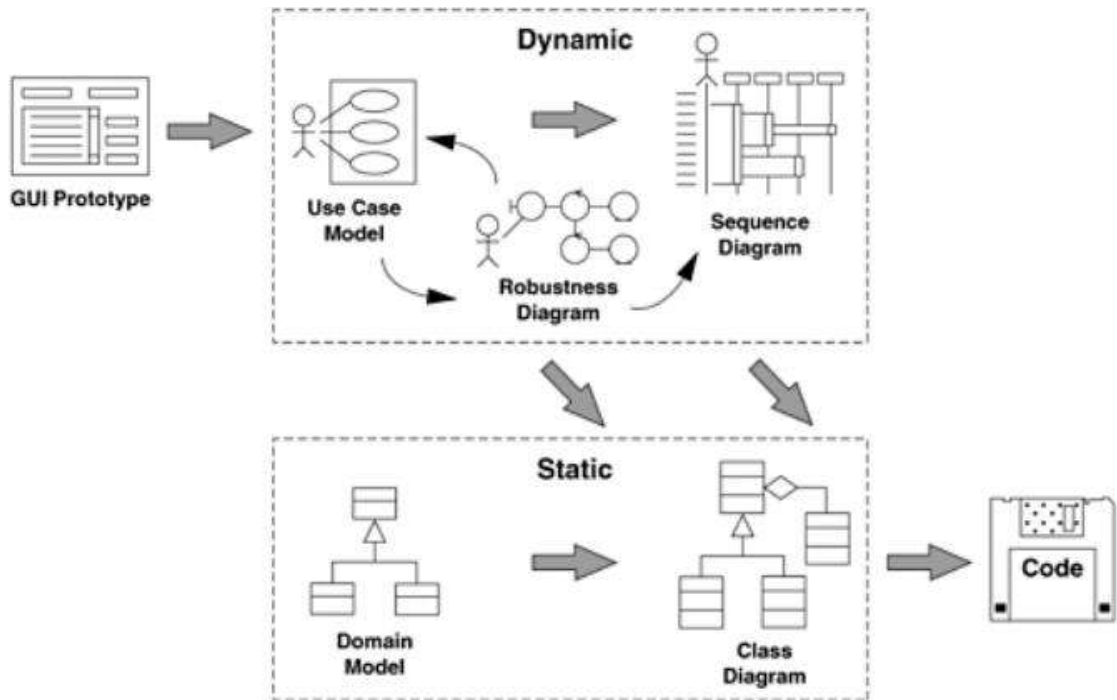 Dynamic
GUI Prototype
Use Case
Model
Robustness
Diagram
Sequence
Diagram
Static
Domain
Model
Class
Diagram
Code